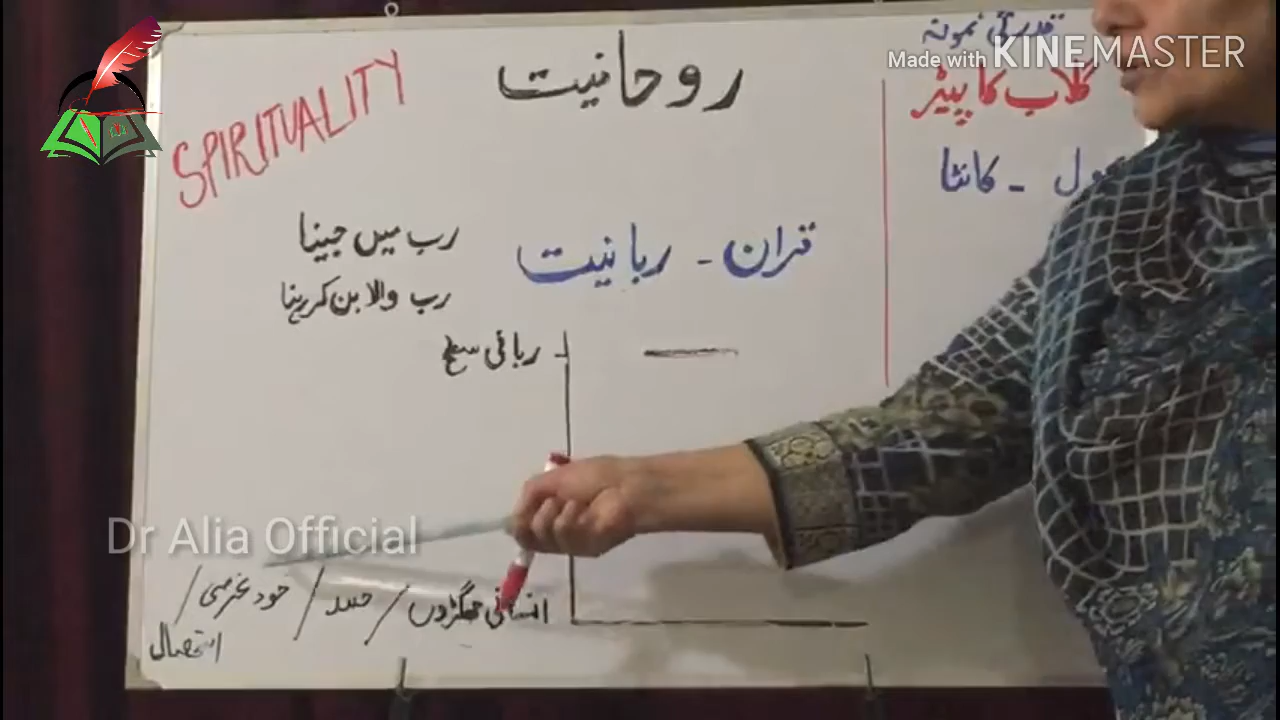 روحانیت
SPIRITUALITY
قدرتی نمونہ
Made with KINEMASTER
گلاب کا پیڑ
ول - کانٹا
قران - ربانیت
رب میں جینا
رب والا بن کر رہنا
ربانی سطح
Dr Alia Official
انسانی جھگڑوں / حسد / خود غرضی /
استحصال